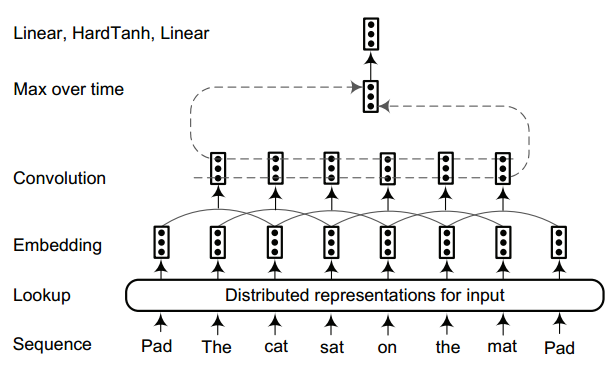 Linear, HardTanh, Linear
Max over time
Convolution
Embedding
Lookup Distributed representations for input
Sequence Pad The cat sat on the mat Pad